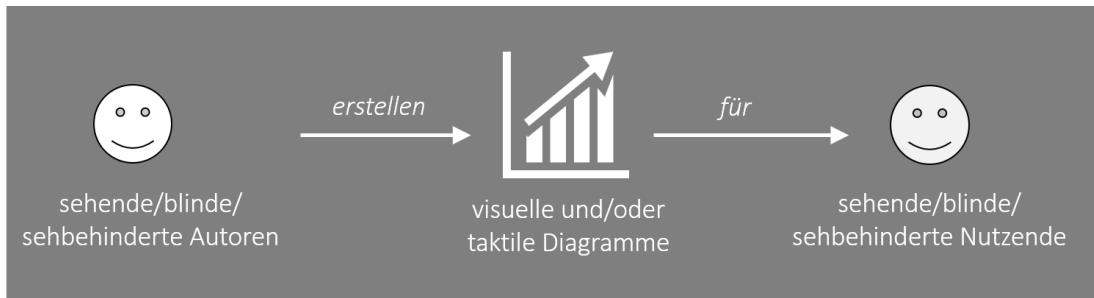 erstellen
für
sehende/blinde/
sehbehinderte Autoren
visuelle und/oder
taktile Diagramme
sehende/blinde/
sehbehinderte Nutzende